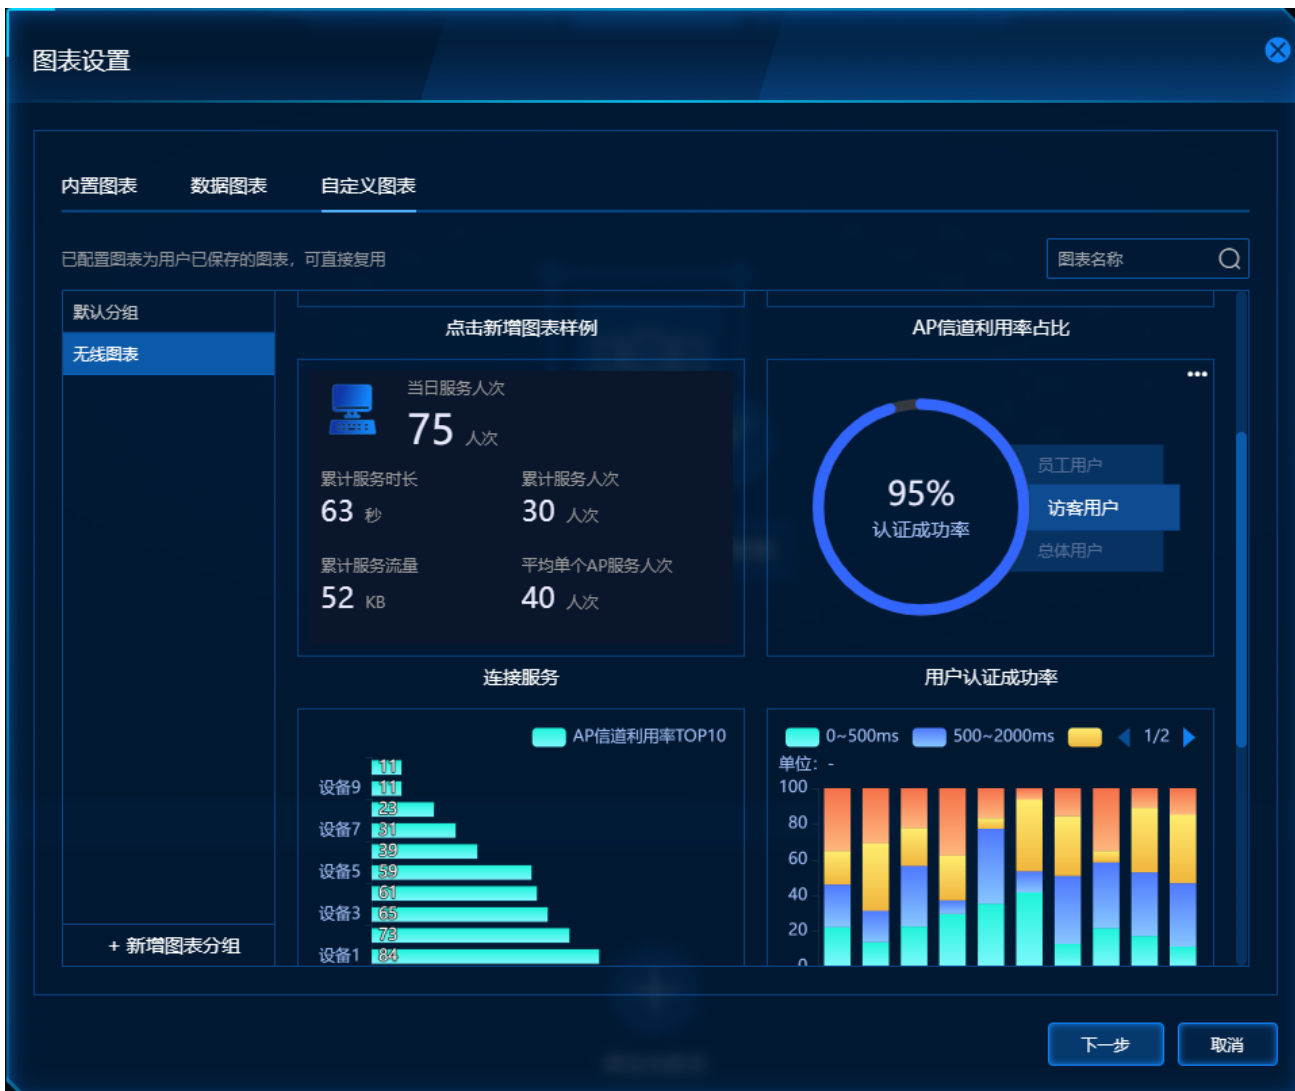 图表设置
内置图表 数据图表 自定义图表
已配置图表为用户已保存的图表，可直接复用
图表名称
默认分组
无线图表
+ 新增图表分组
点击新增图表样例
AP信道利用率占比
当日服务人次
75 人次
累计服务时长 累计服务人次
63 秒 30 人次
累计服务流量 平均单个AP服务人次
52 KB 40 人次
•••
95%
认证成功率
员工用户
访客用户
总体用户
连接服务
用户认证成功率
AP信道利用率TOP10
11
设备9 11
23
设备7 31
39
设备5 59
61
设备3 65
73
设备1 84
0~500ms 500~2000ms 1/2
单位: -
100
80
60
40
20
0
下一步 取消